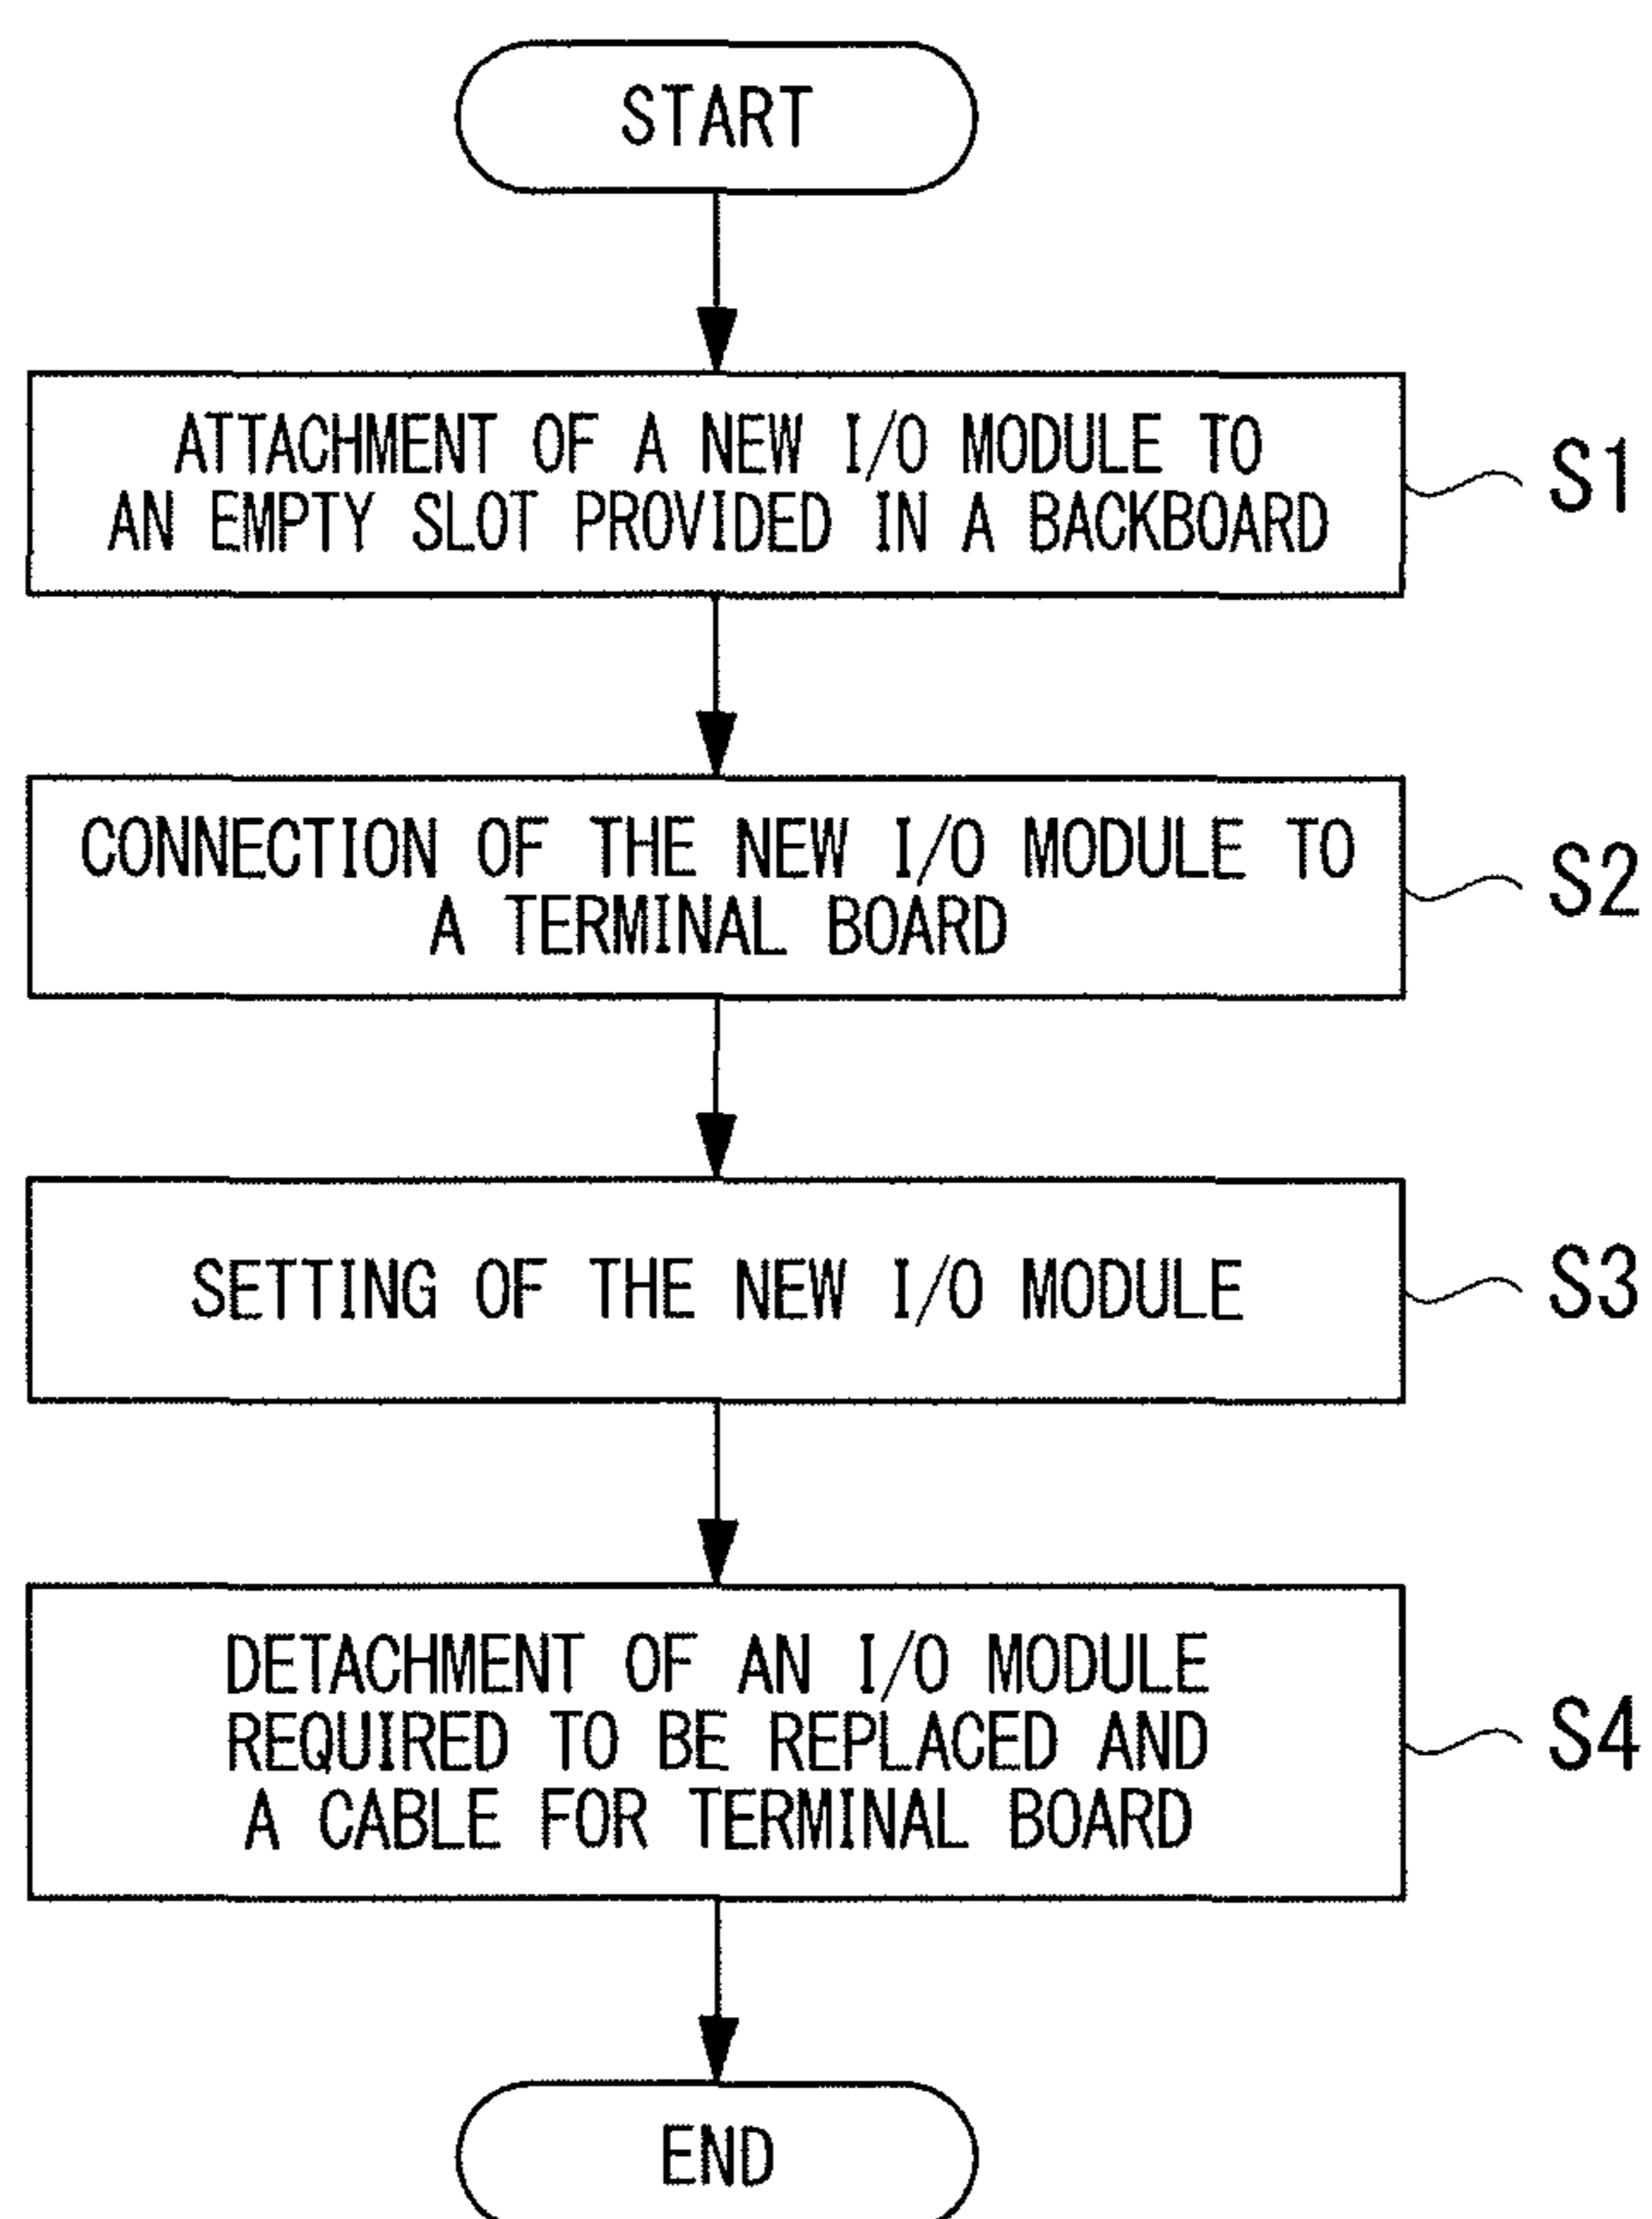 START
ATTACHMENT OF A NEW I/O MODULE TO
AN EMPTY SLOT PROVIDED IN A BACKBOARD
S1
CONNECTION OF THE NEW I/O MODULE TO
A TERMINAL BOARD
S2
SETTING OF THE NEW I/O MODULE
S3
DETACHMENT OF AN I/O MODULE
REQUIRED TO BE REPLACED AND
A CABLE FOR TERMINAL BOARD
S4
END